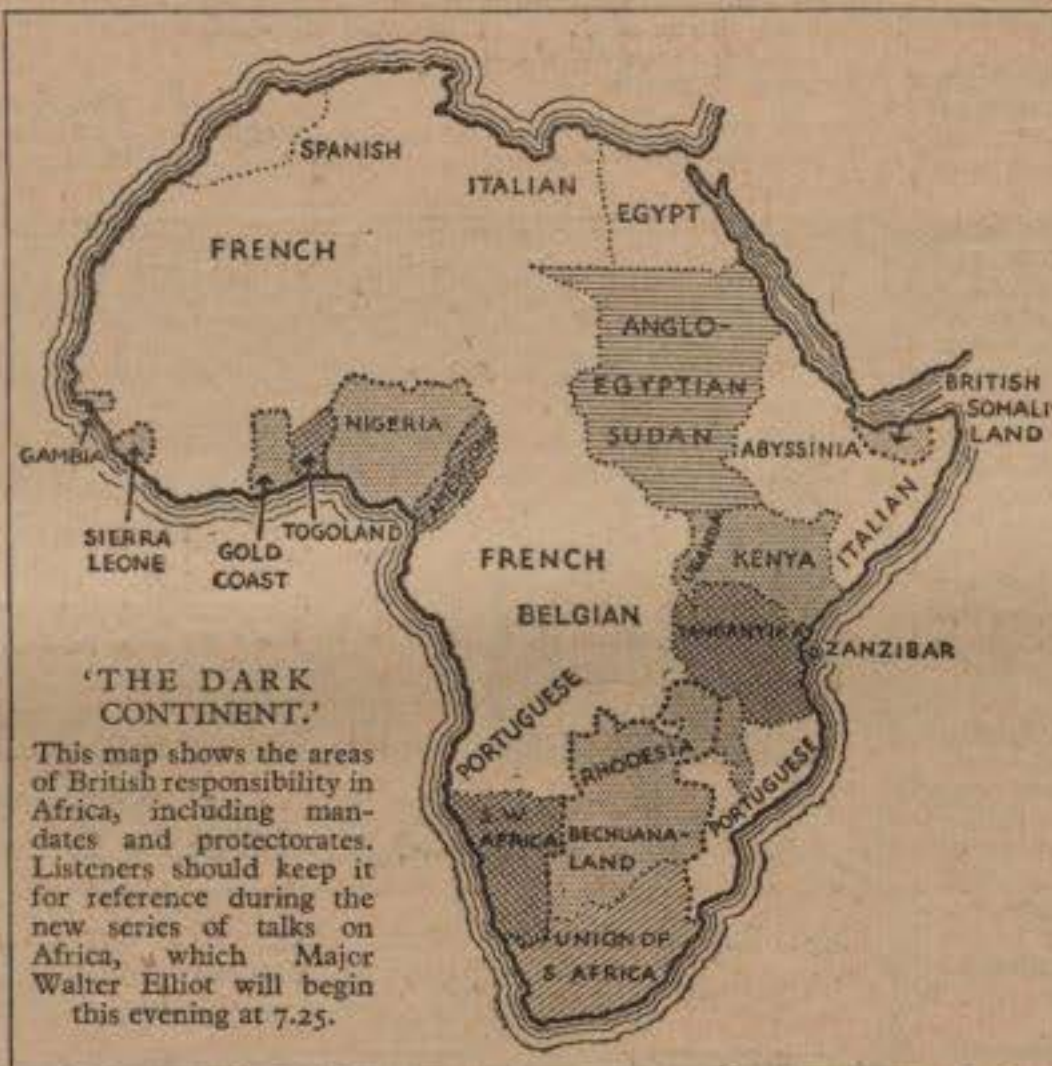 SPANISH
ITALIAN
EGYPT
FRENCH
ANGLO-
EGYPTIAN
SUDAN
BRITISH
SOMALI
LAND
ABYSSINIA
ITALIAN
GAMBIA
SIERRA
LEONE
GOLD
COAST
TOGOLAND
NIGERIA
CAMEROONS
FRENCH
BELGIAN
UGANDA
KENYA
TANGANYIKA
ZANZIBAR
PORTUGUESE
RHODESIA
PORTUGUESE
S.W.
AFRICA
BECHUANA-
LAND
UNION OF
S. AFRICA
'THE DARK
CONTINENT.'
This map shows the areas
of British responsibility in
Africa, including man-
dates and protectorates.
Listeners should keep it
for reference during the
new series of talks on
Africa, which Major
Walter Elliot will begin
this evening at 7.25.